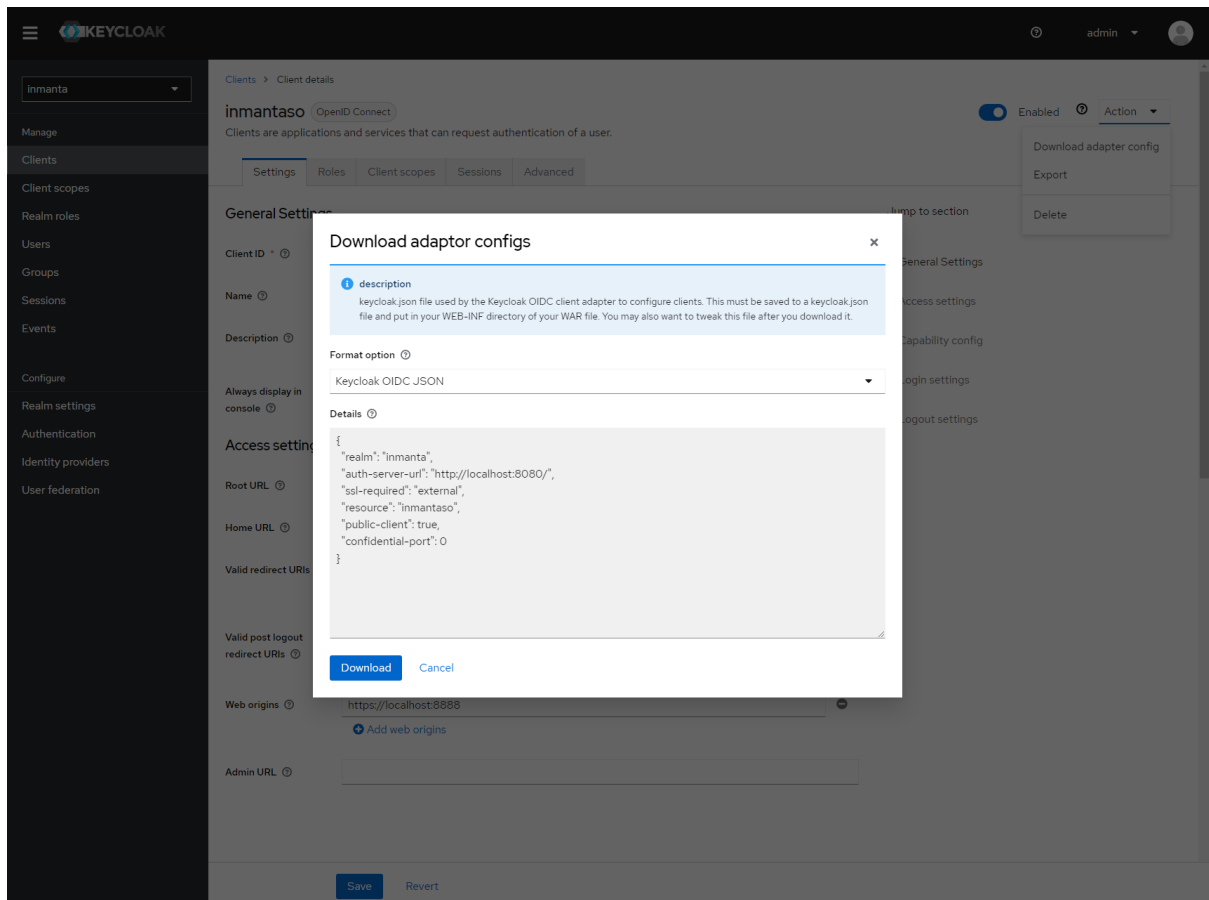 KEYCLOAK
admin
inmanta
Manage
Clients
Client scopes
Realm roles
Users
Groups
Sessions
Events
Configure
Realm settings
Authentication
Identity providers
User federation
Clients > Client details
inmantaso OpenID Connect
Enabled
Action
Clients are applications and services that can request authentication of a user.
Download adapter config
Export
Delete
Settings Roles Client scopes Sessions Advanced
General Settings
Jump to section
Client ID *
General Settings
Name
Access settings
Description
Capability config
Always display in
console
Login settings
Logout settings
Access setting
Root URL
Home URL
Valid redirect URIs
Valid post logout
redirect URIs
Download adaptor configs
description
keycloak.json file used by the Keycloak OIDC client adapter to configure clients. This must be saved to a keycloak.json
file and put in your WEB-INF directory of your WAR file. You may also want to tweak this file after you download it.
Format option
Keycloak OIDC JSON
Details
{
"realm": "inmanta",
"auth-server-url": "http://localhost:8080/",
"ssl-required": "external",
"resource": "inmantaso",
"public-client": true,
"confidential-port": 0
}
Download Cancel
Web origins
https://localhost:8888
Add web origins
Admin URL
Save Revert